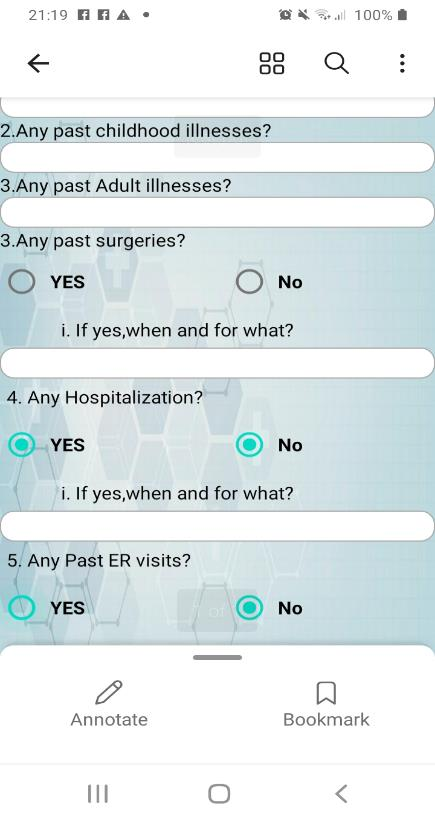 21:19
100%
2.Any past childhood illnesses?
3.Any past Adult illnesses?
3.Any past surgeries?
YES No
i. If yes,when and for what?
4. Any Hospitalization?
YES No
i. If yes,when and for what?
5. Any Past ER visits?
YES No
of
Annotate Bookmark